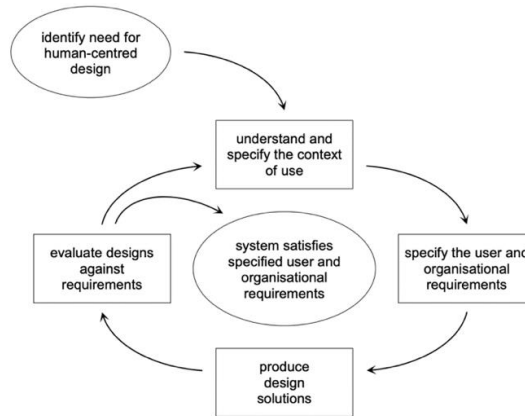 identify need for
human-centred
design
understand and
specify the context
of use
evaluate designs
against
requirements
system satisfies
specified user and
organisational
requirements
specify the user and
organisational
requirements
produce
design
solutions